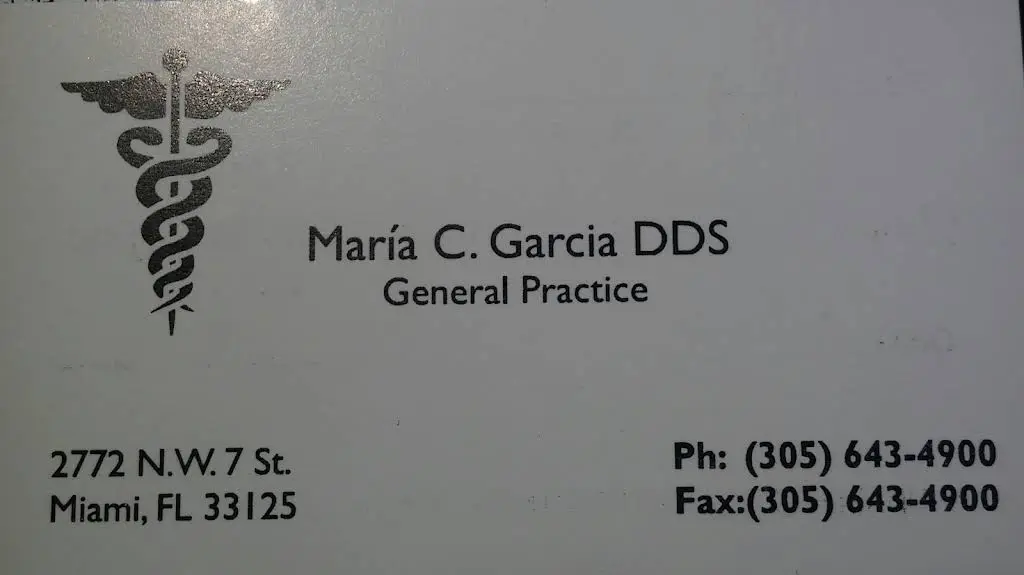 María C. Garcia DDS
General Practice
2772 N.W. 7 St.
Miami, FL 33125
Ph: (305) 643-4900
Fax:(305) 643-4900